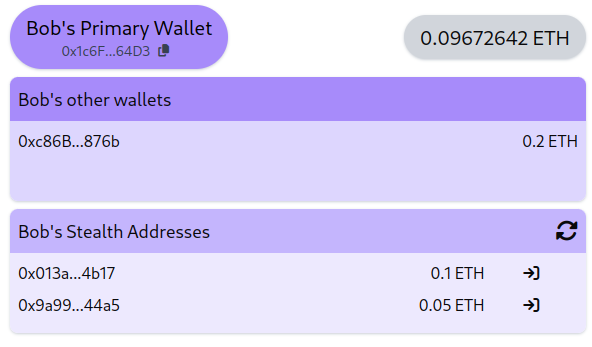 Bob's Primary Wallet
0x1c6F...64D3
0.09672642 ETH
Bob's other wallets
0xc86B...876b 0.2 ETH
Bob's Stealth Addresses
0x013a...4b17 0.1 ETH
0x9a99...44a5 0.05 ETH